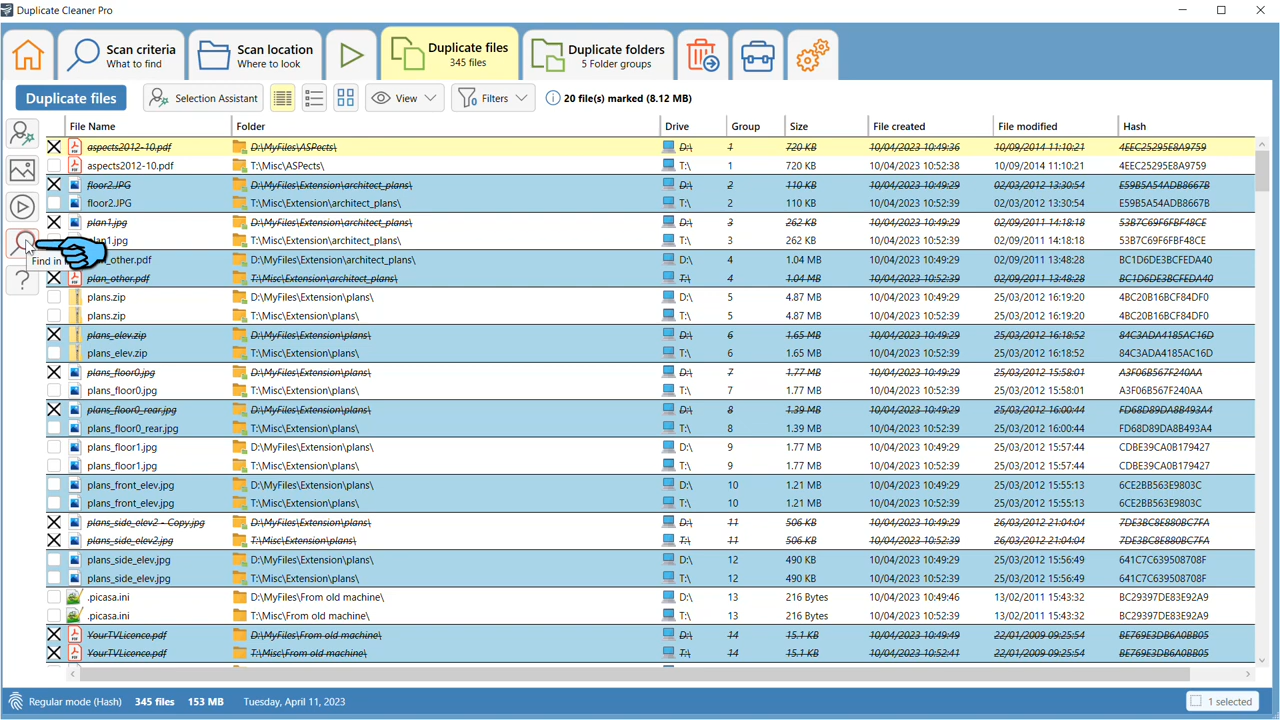 Duplicate Cleaner Pro
Scan criteria
What to find
Scan location
Where to look
Duplicate files
345 files
Duplicate folders
5 Folder groups
Duplicate files
Selection Assistant
View
Filters
20 file(s) marked (8.12 MB)
File Name Folder Drive Group Size File created File modified Hash
aspects2012-10.pdf D:\MyFiles\ASPects\ D:\ 1 720 KB 10/04/2023 10:49:36 10/09/2014 11:10:21 4EEC25295E8A9759
aspects2012-10.pdf T:\Misc\ASPects\ T:\ 1 720 KB 10/04/2023 10:52:38 10/09/2014 11:10:21 4EEC25295E8A9759
floor2.JPG D:\MyFiles\Extension\architect_plans\ D:\ 2 110 KB 10/04/2023 10:49:29 02/03/2012 13:30:54 E59B5A54ADB8667B
floor2.JPG T:\Misc\Extension\architect_plans\ T:\ 2 110 KB 10/04/2023 10:52:39 02/03/2012 13:30:54 E59B5A54ADB8667B
plan1.jpg D:\MyFiles\Extension\architect_plans\ D:\ 3 262 KB 10/04/2023 10:49:29 02/09/2011 14:18:18 53B7C69F6FBF48CE
plan1.jpg T:\Misc\Extension\architect_plans\ T:\ 3 262 KB 10/04/2023 10:52:39 02/09/2011 14:18:18 53B7C69F6FBF48CE
_other.pdf D:\MyFiles\Extension\architect_plans\ D:\ 4 1.04 MB 10/04/2023 10:49:29 02/09/2011 13:48:28 BC1D6DE3BCFEDA40
Find in
plan_other.pdf T:\Misc\Extension\architect_plans\ T:\ 4 1.04 MB 10/04/2023 10:52:39 02/09/2011 13:48:28 BC1D6DE3BCFEDA40
plans.zip D:\MyFiles\Extension\plans\ D:\ 5 4.87 MB 10/04/2023 10:49:29 25/03/2012 16:19:20 4BC20B16BCF84DF0
plans.zip T:\Misc\Extension\plans\ T:\ 5 4.87 MB 10/04/2023 10:52:39 25/03/2012 16:19:20 4BC20B16BCF84DF0
plans_elev.zip D:\MyFiles\Extension\plans\ D:\ 6 1.65 MB 10/04/2023 10:49:29 25/03/2012 16:18:52 84C3ADA4185AC16D
plans_elev.zip T:\Misc\Extension\plans\ T:\ 6 1.65 MB 10/04/2023 10:52:39 25/03/2012 16:18:52 84C3ADA4185AC16D
plans_floor0.jpg D:\MyFiles\Extension\plans\ D:\ 7 1.77 MB 10/04/2023 10:49:29 25/03/2012 15:58:01 A3F06B567F240AA
plans_floor0.jpg T:\Misc\Extension\plans\ T:\ 7 1.77 MB 10/04/2023 10:52:39 25/03/2012 15:58:01 A3F06B567F240AA
plans_floor0_rear.jpg D:\MyFiles\Extension\plans\ D:\ 8 1.39 MB 10/04/2023 10:49:29 25/03/2012 16:00:44 FD68D89DA8B493A4
plans_floor0_rear.jpg T:\Misc\Extension\plans\ T:\ 8 1.39 MB 10/04/2023 10:52:39 25/03/2012 16:00:44 FD68D89DA8B493A4
plans_floor1.jpg D:\MyFiles\Extension\plans\ D:\ 9 1.77 MB 10/04/2023 10:49:29 25/03/2012 15:57:44 CDBE39CA0B179427
plans_floor1.jpg T:\Misc\Extension\plans\ T:\ 9 1.77 MB 10/04/2023 10:52:39 25/03/2012 15:57:44 CDBE39CA0B179427
plans_front_elev.jpg D:\MyFiles\Extension\plans\ D:\ 10 1.21 MB 10/04/2023 10:49:29 25/03/2012 15:55:13 6CE2BB563E9803C
plans_front_elev.jpg T:\Misc\Extension\plans\ T:\ 10 1.21 MB 10/04/2023 10:52:39 25/03/2012 15:55:13 6CE2BB563E9803C
plans_side_elev2 - Copy.jpg D:\MyFiles\Extension\plans\ D:\ 11 506 KB 10/04/2023 10:49:29 26/03/2012 21:04:04 7DE3BC8E880BC7FA
plans_side_elev2.jpg T:\Misc\Extension\plans\ T:\ 11 506 KB 10/04/2023 10:52:39 26/03/2012 21:04:04 7DE3BC8E880BC7FA
plans_side_elev.jpg D:\MyFiles\Extension\plans\ D:\ 12 490 KB 10/04/2023 10:49:29 25/03/2012 15:56:49 641C7C639508708F
plans_side_elev.jpg T:\Misc\Extension\plans\ T:\ 12 490 KB 10/04/2023 10:52:39 25/03/2012 15:56:49 641C7C639508708F
.picasa.ini D:\MyFiles\From old machine\ D:\ 13 216 Bytes 10/04/2023 10:49:46 13/02/2011 15:43:32 BC29397DE83E92A9
.picasa.ini T:\Misc\From old machine\ T:\ 13 216 Bytes 10/04/2023 10:52:39 13/02/2011 15:43:32 BC29397DE83E92A9
YourTVLicence.pdf D:\MyFiles\From old machine\ D:\ 14 15.1 KB 10/04/2023 10:49:49 22/01/2009 09:25:54 BE769E3DB6A0BB05
YourTVLicence.pdf T:\Misc\From old machine\ T:\ 14 15.1 KB 10/04/2023 10:52:41 22/01/2009 09:25:54 BE769E3DB6A0BB05
Regular mode (Hash) 345 files 153 MB Tuesday, April 11, 2023 1 selected